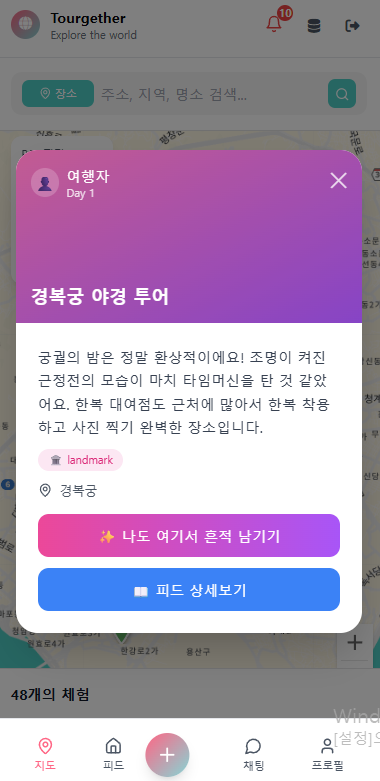 Tourgether
10
Explore the world
장소
주소, 지역, 명소 검색...
여행자
Day 1
경복궁 야경 투어
궁궐의 밤은 정말 환상적이에요! 조명이 켜진
근정전의 모습이 마치 타임머신을 탄 것 같았
어요. 한복 대여점도 근처에 많아서 한복 착용
하고 사진 찍기 완벽한 장소입니다.
landmark
경복궁
✨ 나도 여기서 흔적 남기기
피드 상세보기
원효로4가
한강로2가
용산구
+
48개의 체험
[설정]으
지도
피드
+
채팅
프로필